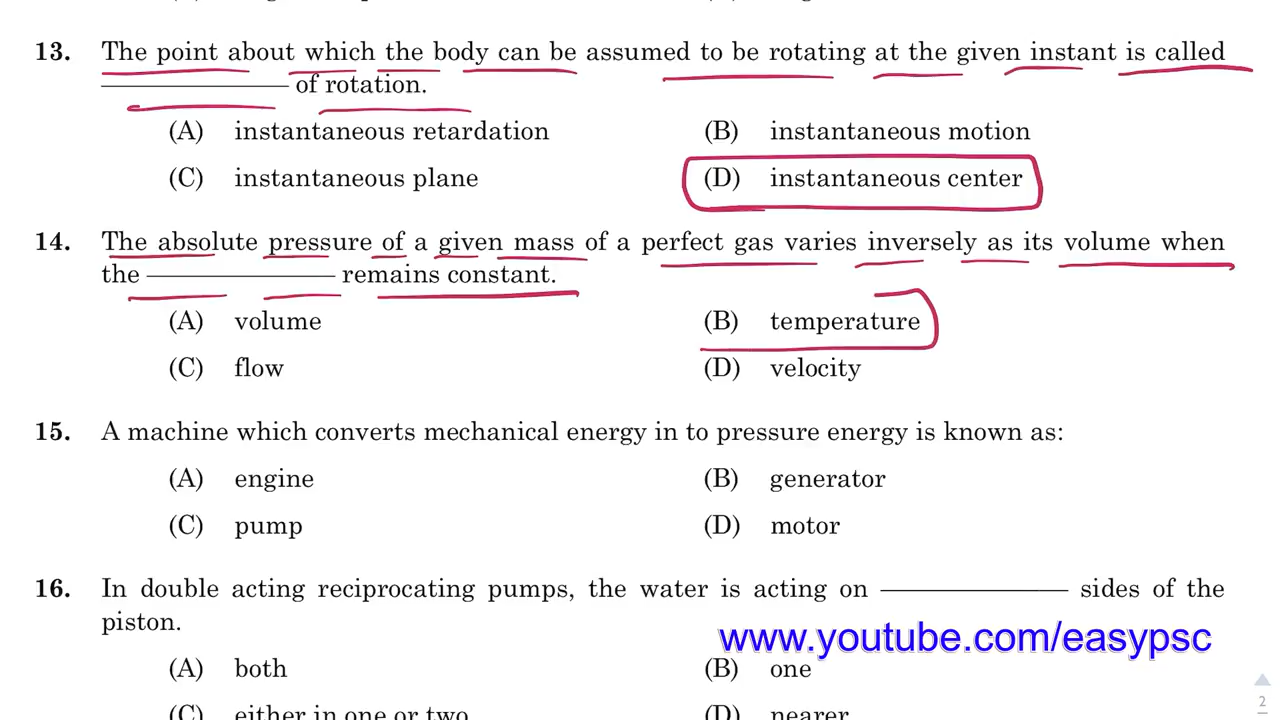 13. The point about which the body can be assumed to be rotating at the given instant is called
—————— of rotation.
(A) instantaneous retardation (B) instantaneous motion
(C) instantaneous plane (D) instantaneous center
14. The absolute pressure of a given mass of a perfect gas varies inversely as its volume when
the —————— remains constant.
(A) volume (B) temperature
(C) flow (D) velocity
15. A machine which converts mechanical energy in to pressure energy is known as:
(A) engine (B) generator
(C) pump (D) motor
16. In double acting reciprocating pumps, the water is acting on —————— sides of the
piston.
www.youtube.com/easypsc
(A) both (B) one
(C) either in one or two (D) nearer
2